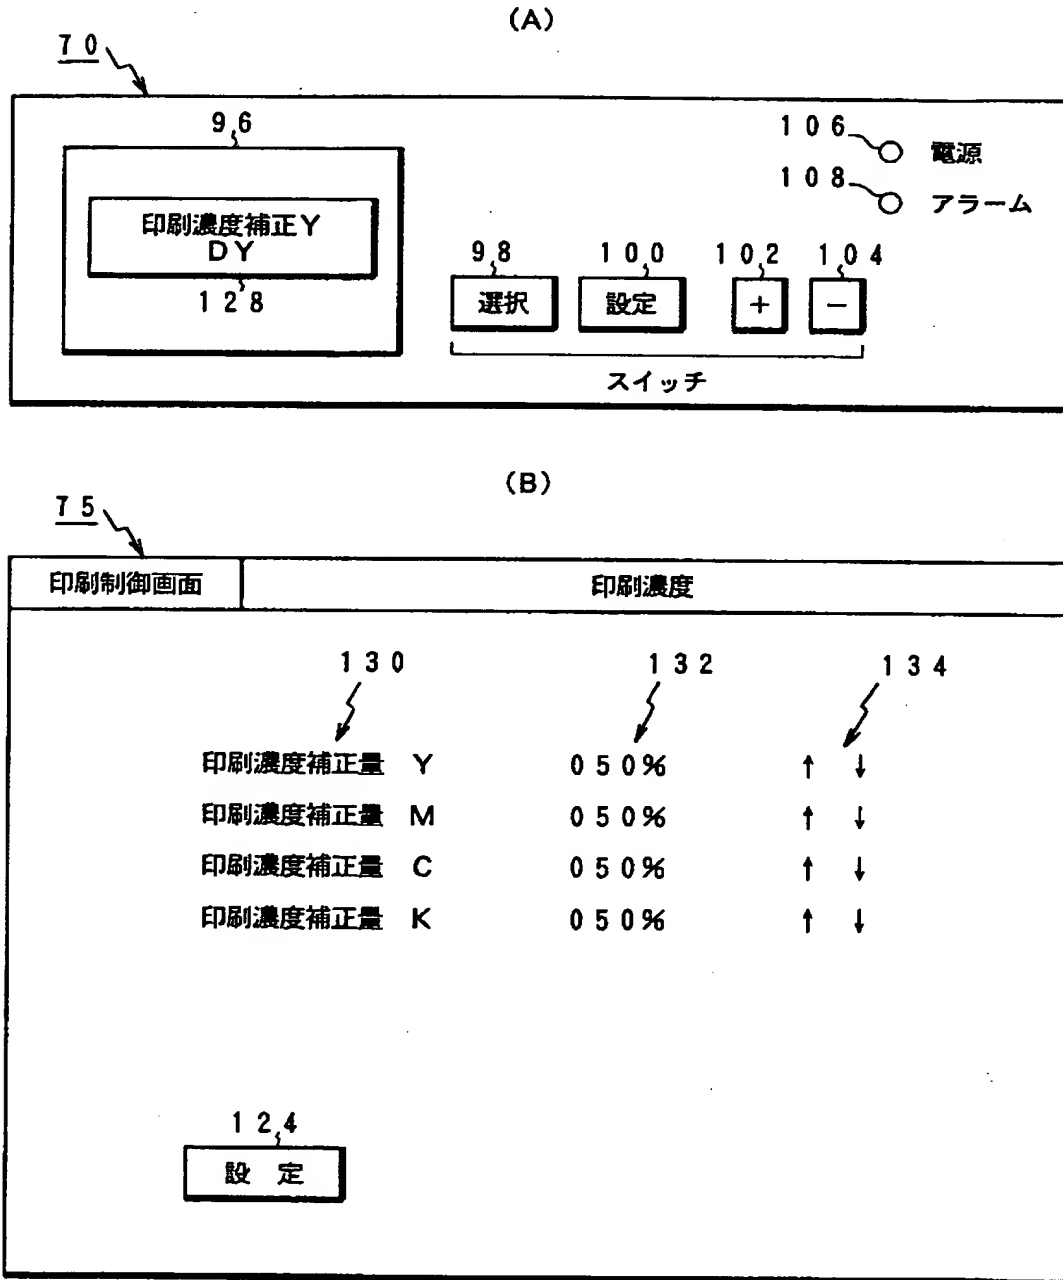 (A)
70
96
106 電源
108 アラーム
印刷濃度補正Y
DY
128
98 100 102 104
選択 設定 + −
スイッチ
(B)
75
印刷制御画面 印刷濃度
130 132 134
印刷濃度補正量 Y 050% ↑ ↓
印刷濃度補正量 M 050% ↑ ↓
印刷濃度補正量 C 050% ↑ ↓
印刷濃度補正量 K 050% ↑ ↓
124
設 定